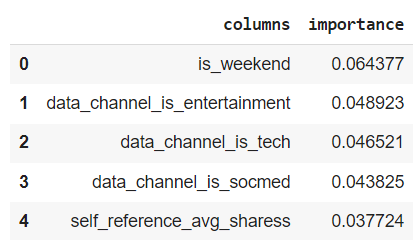 columns importance
0 is_weekend 0.064377
1 data_channel_is_entertainment 0.048923
2 data_channel_is_tech 0.046521
3 data_channel_is_socmed 0.043825
4 self_reference_avg_sharess 0.037724